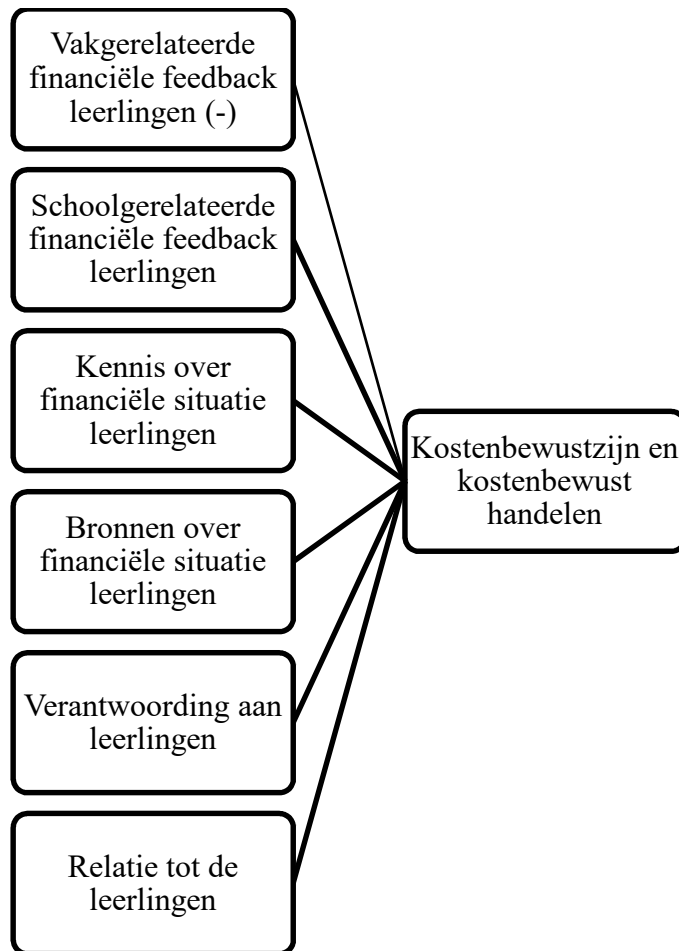 Vakgerelateerde
financiële feedback
leerlingen (-)
Schoolgerelateerde
financiële feedback
leerlingen
Kennis over
financiële situatie
leerlingen
Bronnen over
financiële situatie
leerlingen
Verantwoording aan
leerlingen
Relatie tot de
leerlingen
Kostenbewustzijn en
kostenbewust
handelen